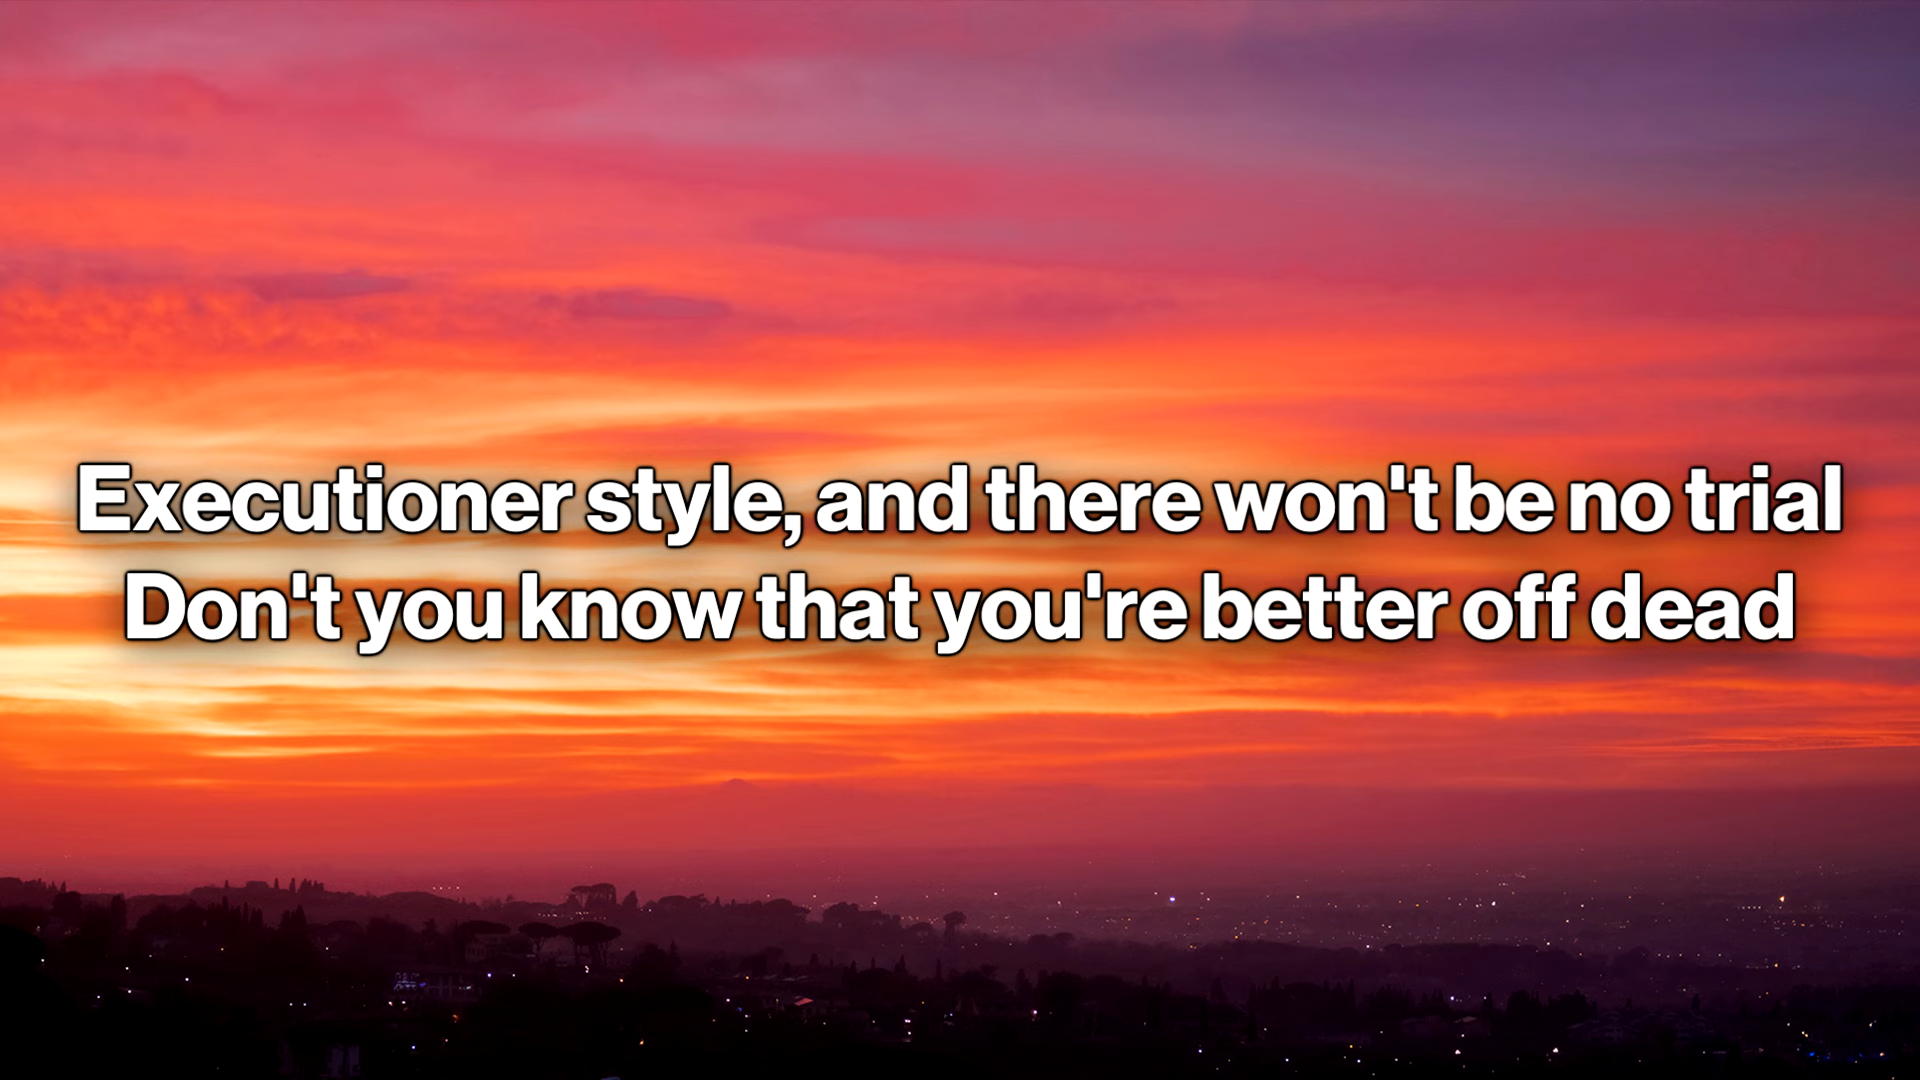 Executioner style, and there won't be no trial
Don't you know that you're better off dead